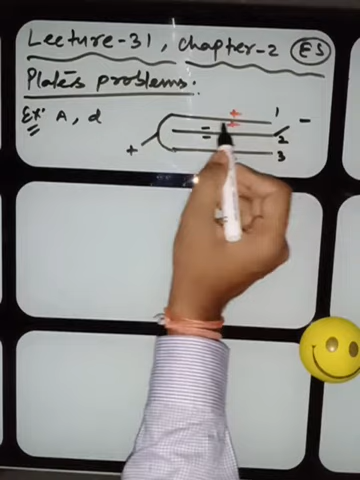 Lecture-31, chapter-2 ES
Plates problems.
Ex: A, d
+ 1 -
+
= 2
+ 3